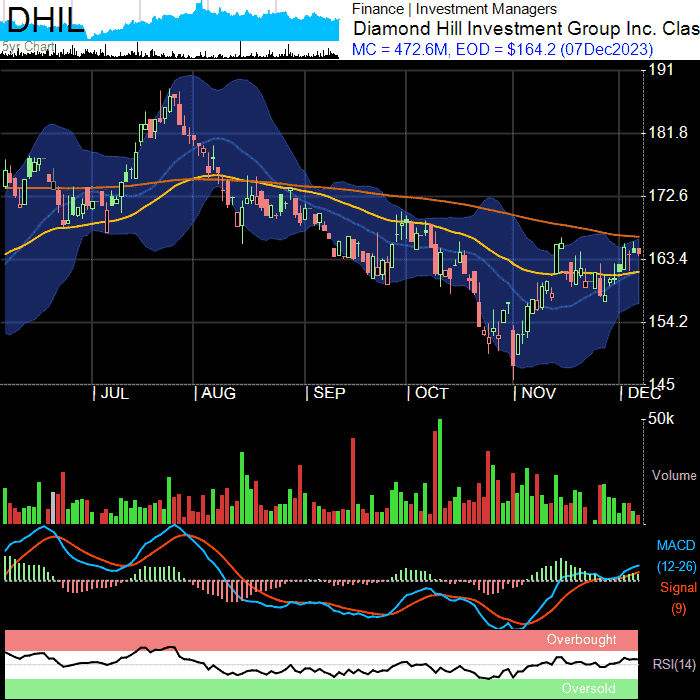 DHIL
5yr Chart
Finance | Investment Managers
Diamond Hill Investment Group Inc. Clas
MC = 472.6M, EOD = $164.2 (07Dec2023)
191
181.8
172.6
163.4
154.2
145
JUL AUG SEP OCT NOV DEC
50k
Volume
MACD
(12-26)
Signal
(9)
Overbought
RSI(14)
Oversold